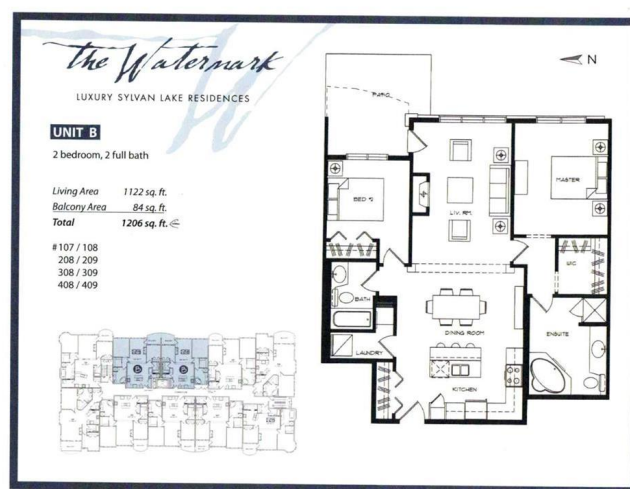 the Watermark
LUXURY SYLVAN LAKE RESIDENCES
UNIT B
2 bedroom, 2 full bath
Living Area 1122 sq. ft.
Balcony Area 84 sq. ft.
Total 1206 sq. ft.
#107 / 108
208 / 209
308 / 309
408 / 409
N
PATIO
BED
LIV. RM.
MASTER
WIC
BATH
DINING ROOM
ENSUITE
LAUNDRY
KITCHEN